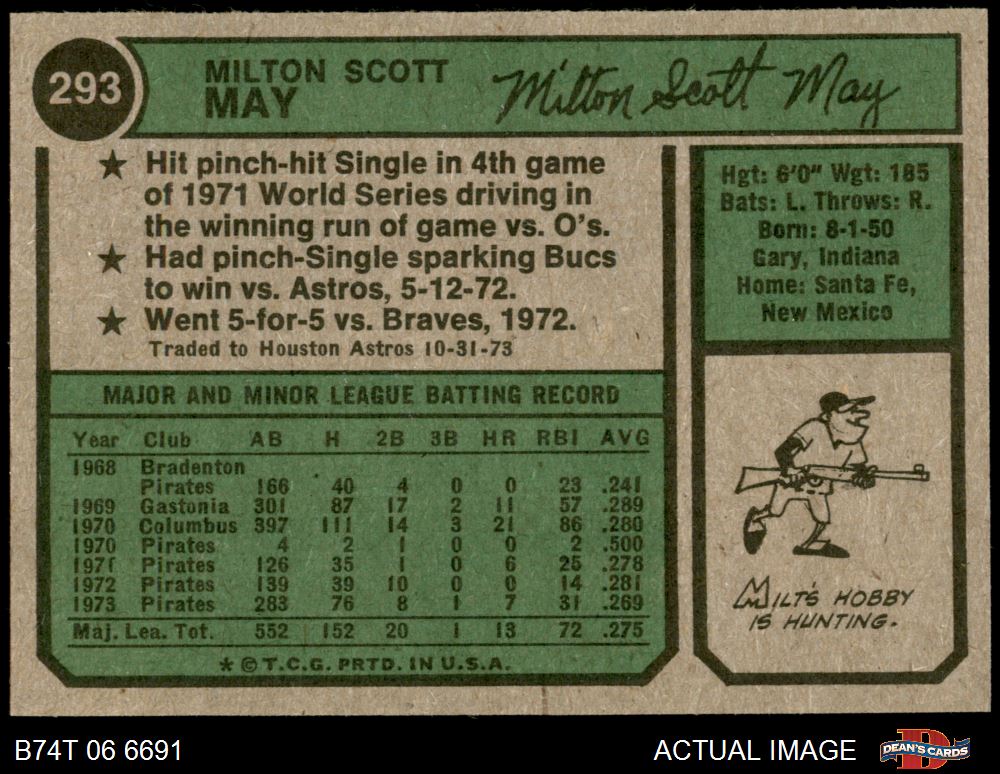 293
MILTON SCOTT
MAY
Milton Scott May
★ Hit pinch-hit Single in 4th game
of 1971 World Series driving in
the winning run of game vs. O's.
★ Had pinch-Single sparking Bucs
to win vs. Astros, 5-12-72.
★ Went 5-for-5 vs. Braves, 1972.
Traded to Houston Astros 10-31-73
MAJOR AND MINOR LEAGUE BATTING RECORD
Year Club AB H 2B 3B HR RBI AVG
1968 Bradenton
Pirates 166 40 4 0 0 23 .241
1969 Gastonia 301 87 17 2 11 57 .289
1970 Columbus 397 111 14 3 21 86 .280
1970 Pirates 4 2 1 0 0 2 .500
1971 Pirates 126 35 1 0 6 25 .278
1972 Pirates 139 39 10 0 0 14 .281
1973 Pirates 283 76 8 1 7 31 .269
Maj. Lea. Tot. 552 152 20 1 13 72 .275
* © T.C.G. PRTD. IN U.S.A.
Hgt: 6'0" Wgt: 185
Bats: L. Throws: R.
Born: 8-1-50
Gary, Indiana
Home: Santa Fe,
New Mexico
MILT'S HOBBY
IS HUNTING.
B74T 06 6691
ACTUAL IMAGE
DEAN'S CARDS